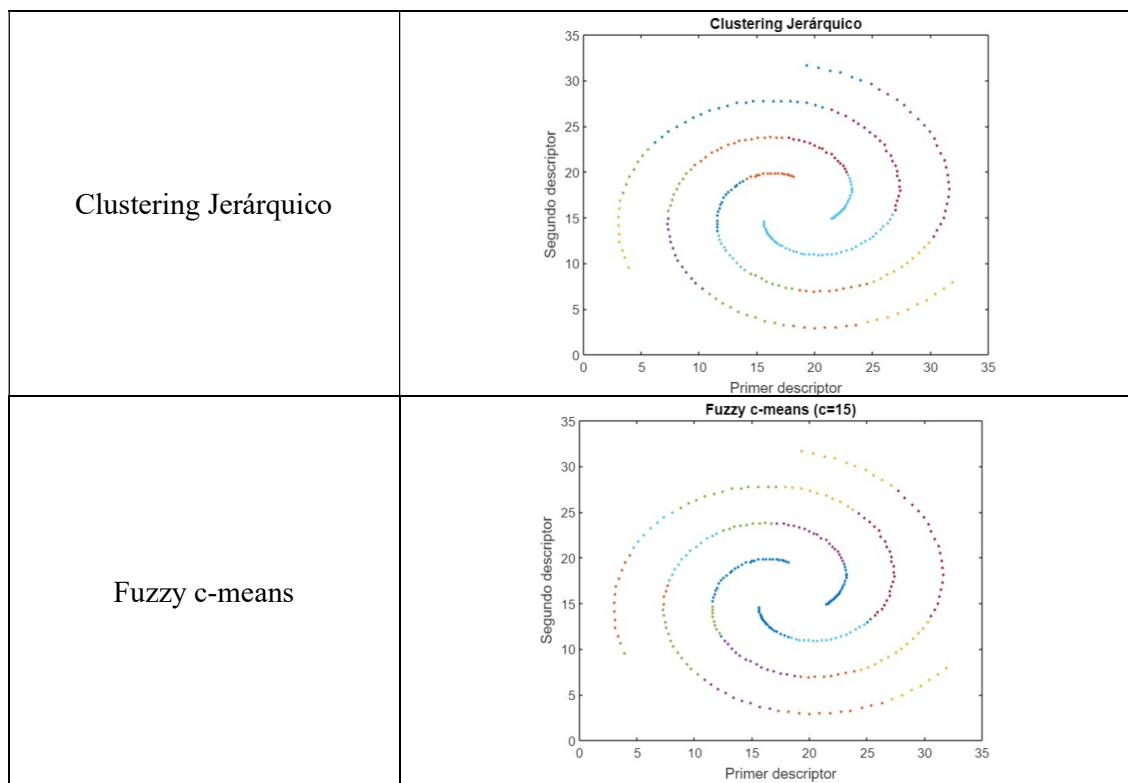 Clustering Jerárquico
Clustering Jerárquico
35
30
25
20
15
10
5
0
Segundo descriptor
0 5 10 15 20 25 30 35
Primer descriptor
Fuzzy c-means
Fuzzy c-means (c=15)
35
30
25
20
15
10
5
0
Segundo descriptor
0 5 10 15 20 25 30 35
Primer descriptor